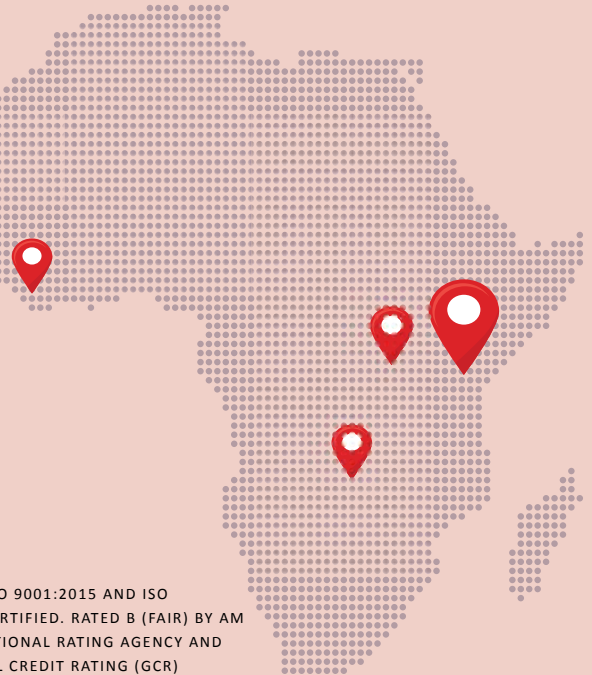 O 9001:2015 AND ISO
RTIFIED. RATED B (FAIR) BY AM
TIONAL RATING AGENCY AND
L CREDIT RATING (GCR)